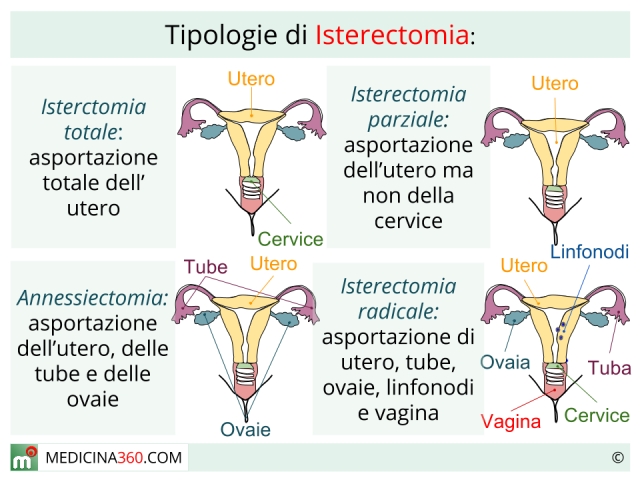 Tipologie di Isterectomia:
Isterctomia
totale:
asportazione
totale dell’
utero
Utero
Cervice
Isterectomia
parziale:
asportazione
dell’utero ma
non della
cervice
Utero
Annessiectomia:
asportazione
dell’utero, delle
tube e delle
ovaie
Tube
Utero
Ovaie
Isterectomia
radicale:
asportazione di
utero, tube,
ovaie, linfonodi
e vagina
Linfonodi
Utero
Ovaia
Tuba
Vagina
Cervice
m
MEDICINA360.COM
©